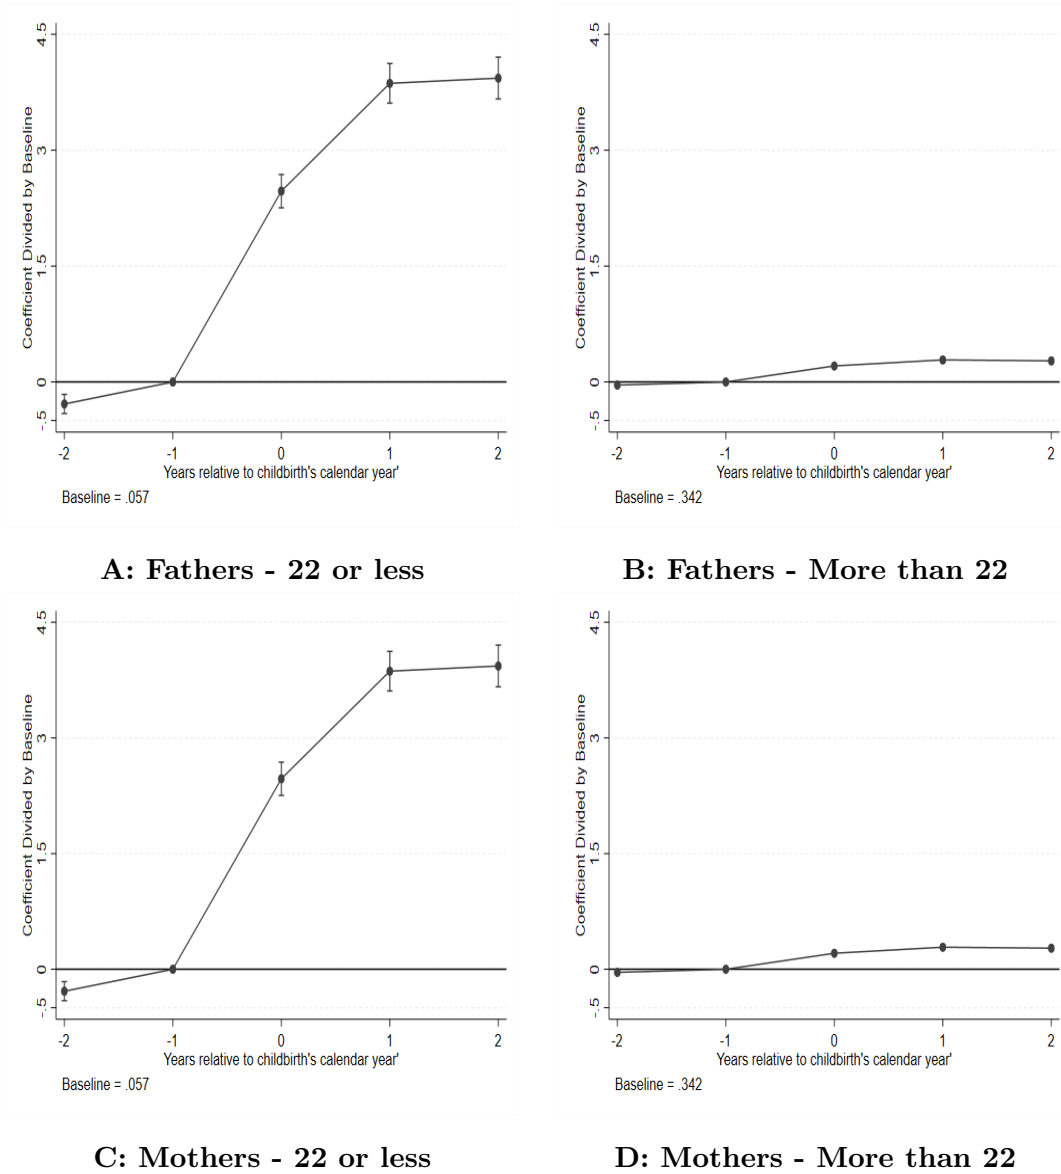 Coefficient Divided by Baseline
4.5
3
1.5
0
-.5
-2 -1 0 1 2
Years relative to childbirth's calendar year'
Baseline = .057
A: Fathers - 22 or less
Coefficient Divided by Baseline
4.5
3
1.5
0
-.5
-2 -1 0 1 2
Years relative to childbirth's calendar year'
Baseline = .342
B: Fathers - More than 22
Coefficient Divided by Baseline
4.5
3
1.5
0
-.5
-2 -1 0 1 2
Years relative to childbirth's calendar year'
Baseline = .057
C: Mothers - 22 or less
Coefficient Divided by Baseline
4.5
3
1.5
0
-.5
-2 -1 0 1 2
Years relative to childbirth's calendar year'
Baseline = .342
D: Mothers - More than 22